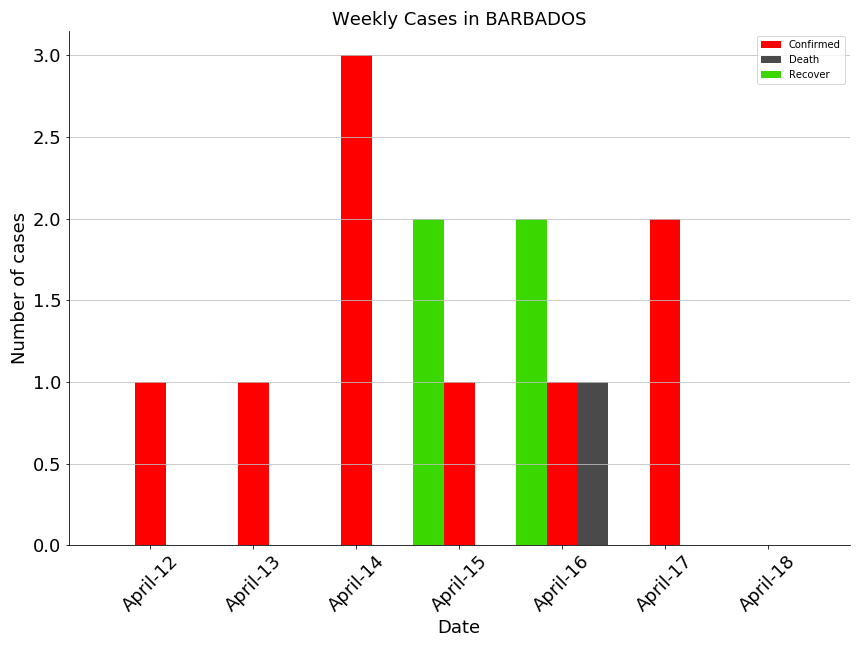 Weekly Cases in BARBADOS
Confirmed
Death
Recover
Number of cases
3.0
2.5
2.0
1.5
1.0
0.5
0.0
April-12
April-13
April-14
April-15
April-16
April-17
April-18
Date